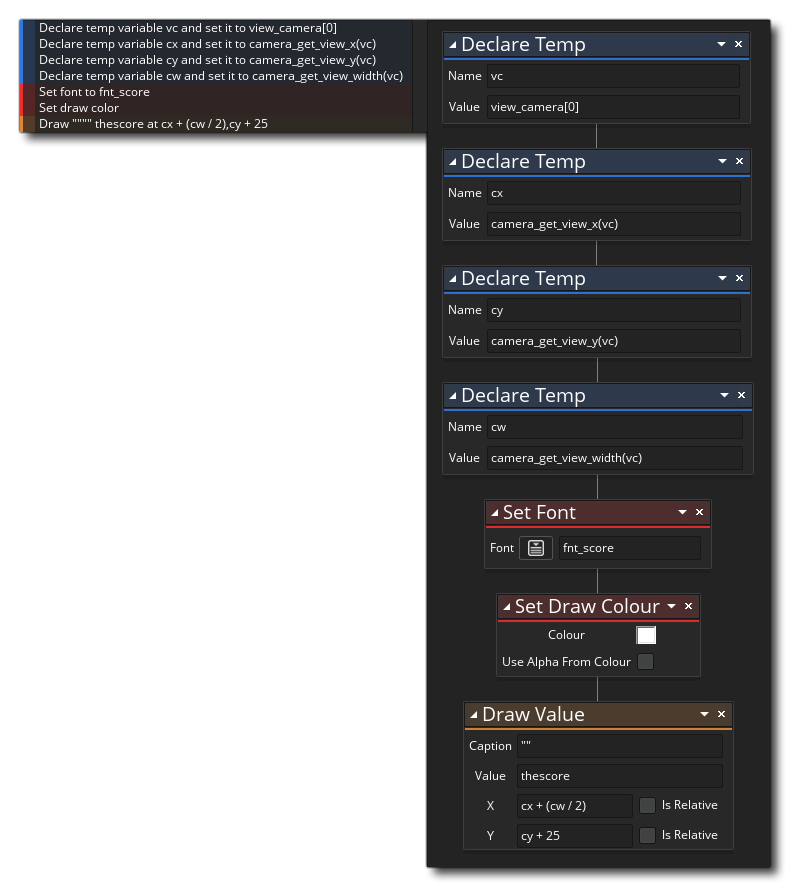 Declare temp variable vc and set it to view_camera[0]
Declare temp variable cx and set it to camera_get_view_x(vc)
Declare temp variable cy and set it to camera_get_view_y(vc)
Declare temp variable cw and set it to camera_get_view_width(vc)
Set font to fnt_score
Set draw color
Draw """" thescore at cx + (cw / 2),cy + 25
Declare Temp
Name vc
Value view_camera[0]
Declare Temp
Name cx
Value camera_get_view_x(vc)
Declare Temp
Name cy
Value camera_get_view_y(vc)
Declare Temp
Name cw
Value camera_get_view_width(vc)
Set Font
Font fnt_score
Set Draw Colour
Colour
Use Alpha From Colour
Draw Value
Caption ""
Value thescore
X cx + (cw / 2) Is Relative
Y cy + 25 Is Relative